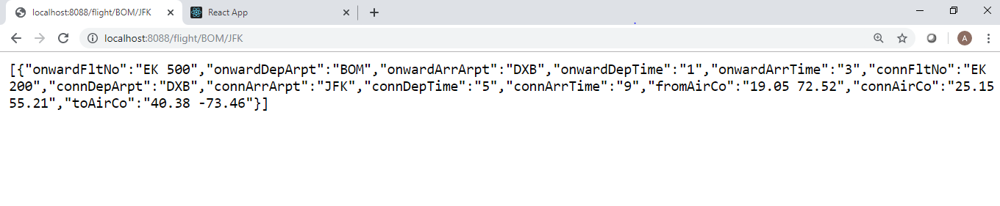 localhost:8088/flight/BOM/JFK
React App
localhost:8088/flight/BOM/JFK
A
[{"onwardFltNo":"EK 500","onwardDepArpt":"BOM","onwardArrArpt":"DXB","onwardDepTime":"1","onwardArrTime":"3","connFltNo":"EK
200","connDepArpt":"DXB","connArrArpt":"JFK","connDepTime":"5","connArrTime":"9","fromAirCo":"19.05 72.52","connAirCo":"25.15
55.21","toAirCo":"40.38 -73.46"}]